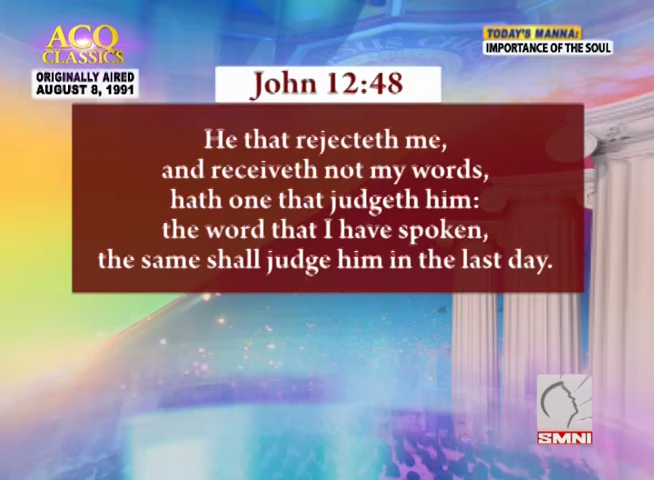 ACQ
CLASSICS
ORIGINALLY AIRED
AUGUST 8, 1991
TODAY'S MANNA:
IMPORTANCE OF THE SOUL
John 12:48
He that rejecteth me,
and receiveth not my words,
hath one that judgeth him:
the word that I have spoken,
the same shall judge him in the last day.
SMNI